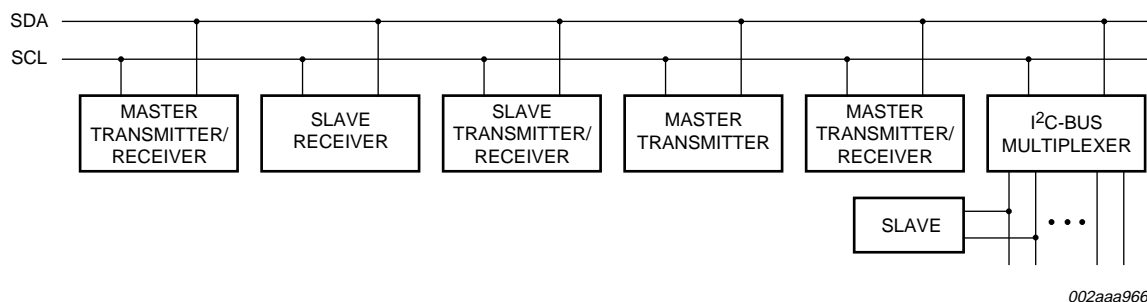 SDA
SCL
MASTER
TRANSMITTER/
RECEIVER
SLAVE
RECEIVER
SLAVE
TRANSMITTER/
RECEIVER
MASTER
TRANSMITTER
MASTER
TRANSMITTER/
RECEIVER
I²C-BUS
MULTIPLEXER
SLAVE
002aaa966